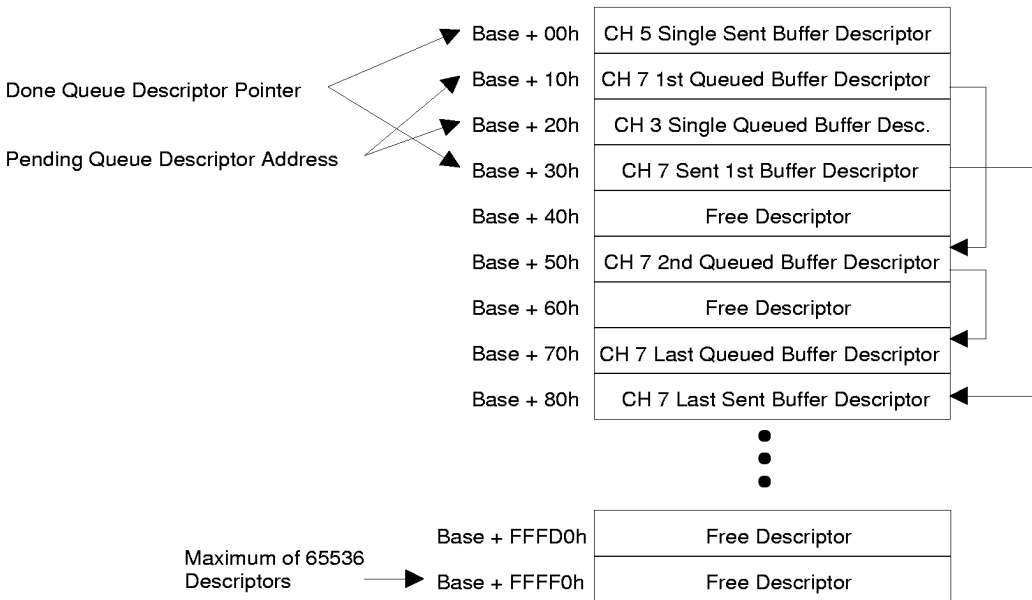 Base + 00h CH 5 Single Sent Buffer Descriptor
Done Queue Descriptor Pointer
Base + 10h CH 7 1st Queued Buffer Descriptor
Base + 20h CH 3 Single Queued Buffer Desc.
Pending Queue Descriptor Address
Base + 30h CH 7 Sent 1st Buffer Descriptor
Base + 40h Free Descriptor
Base + 50h CH 7 2nd Queued Buffer Descriptor
Base + 60h Free Descriptor
Base + 70h CH 7 Last Queued Buffer Descriptor
Base + 80h CH 7 Last Sent Buffer Descriptor
Base + FFFD0h Free Descriptor
Maximum of 65536
Descriptors
Base + FFFF0h Free Descriptor